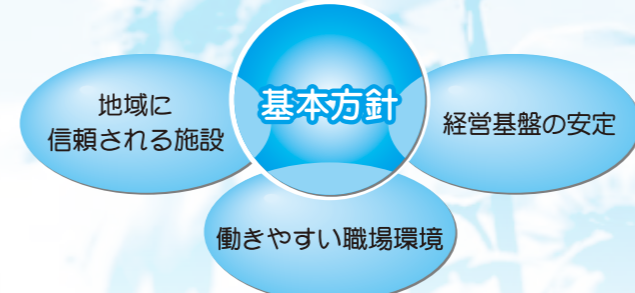 基本方針
地域に
信頼される施設
経営基盤の安定
働きやすい職場環境